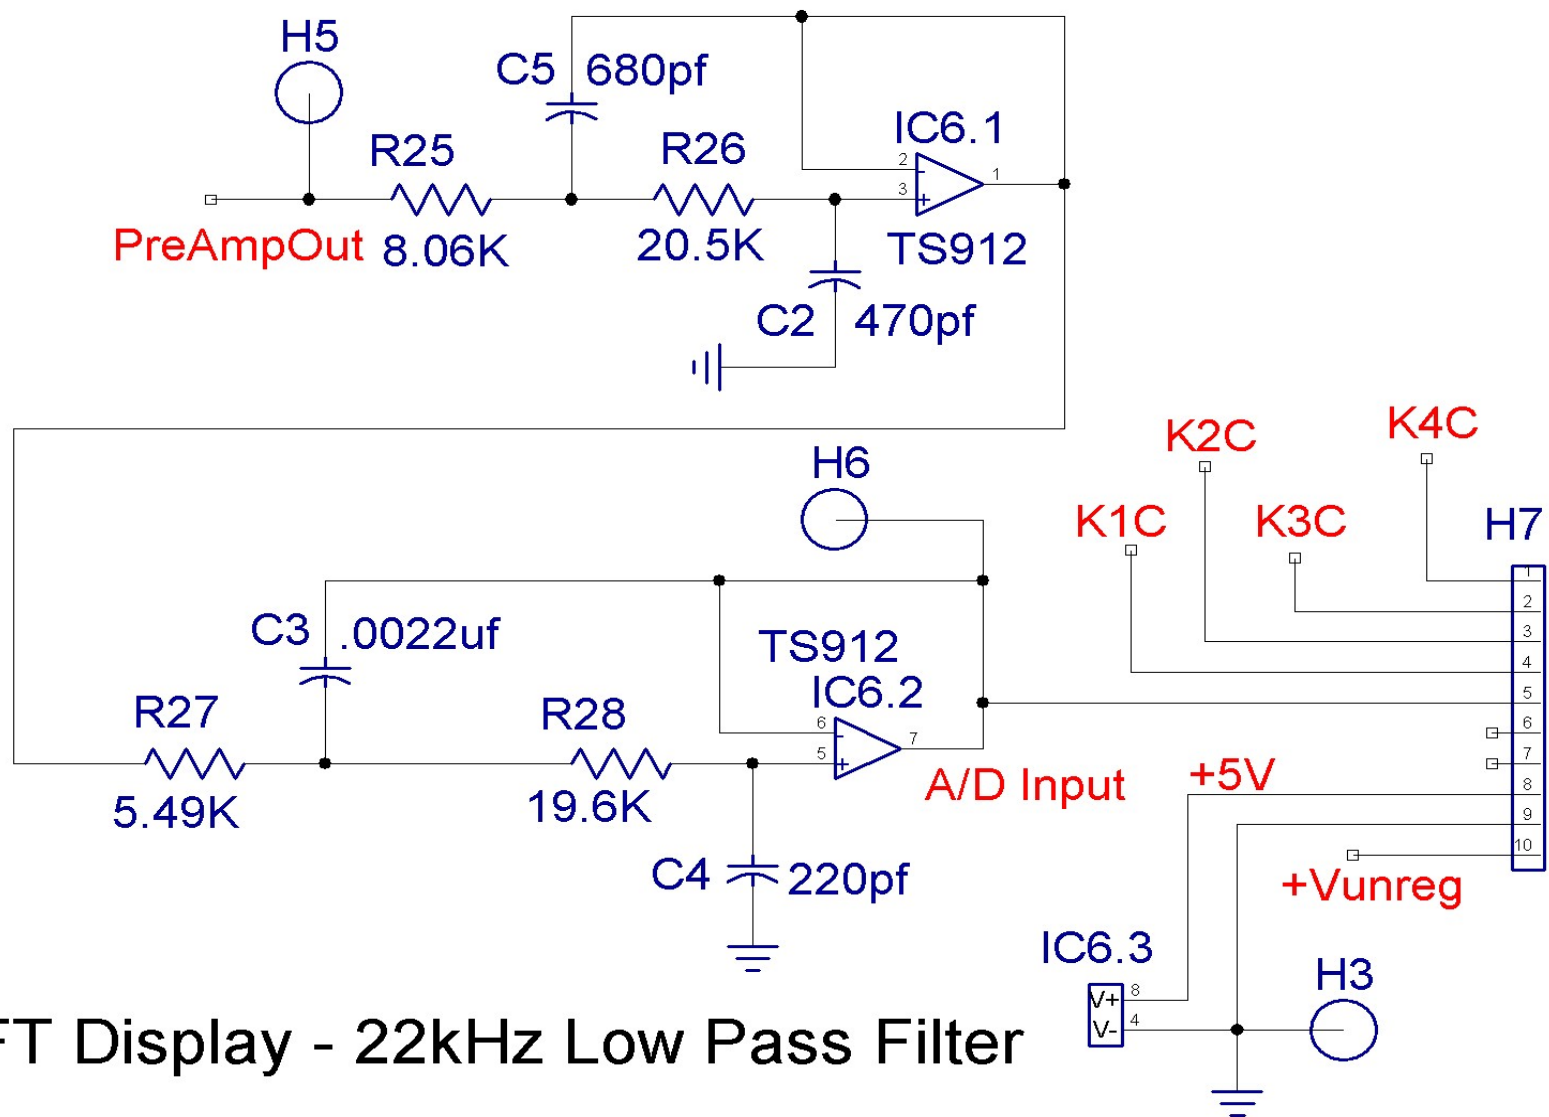 H5
C5 680pf
R25
R26
IC6.1
2
-
3
+
1
PreAmpOut
8.06K
20.5K
TS912
C2 470pf
K4C
K2C
K1C
K3C
H6
H7
C3 .0022uf
TS912
IC6.2
R27
R28
6
-
5
+
7
5.49K
19.6K
A/D Input
C4 220pf
1
2
3
4
5
6
7
8
9
10
+5V
+Vunreg
IC6.3
V+ 8
V- 4
H3
FT Display - 22kHz Low Pass Filter